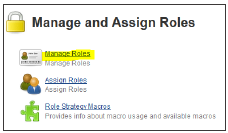 Manage and Assign Roles
Manage Roles
Manage Roles
Assign Roles
Assign Roles
Role Strategy Macros
Provides info about macro usage and available macros